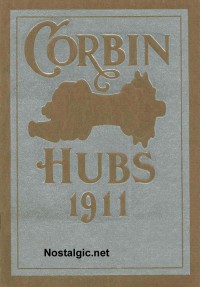 CORBIN
HUBS
1911
Nostalgic.net